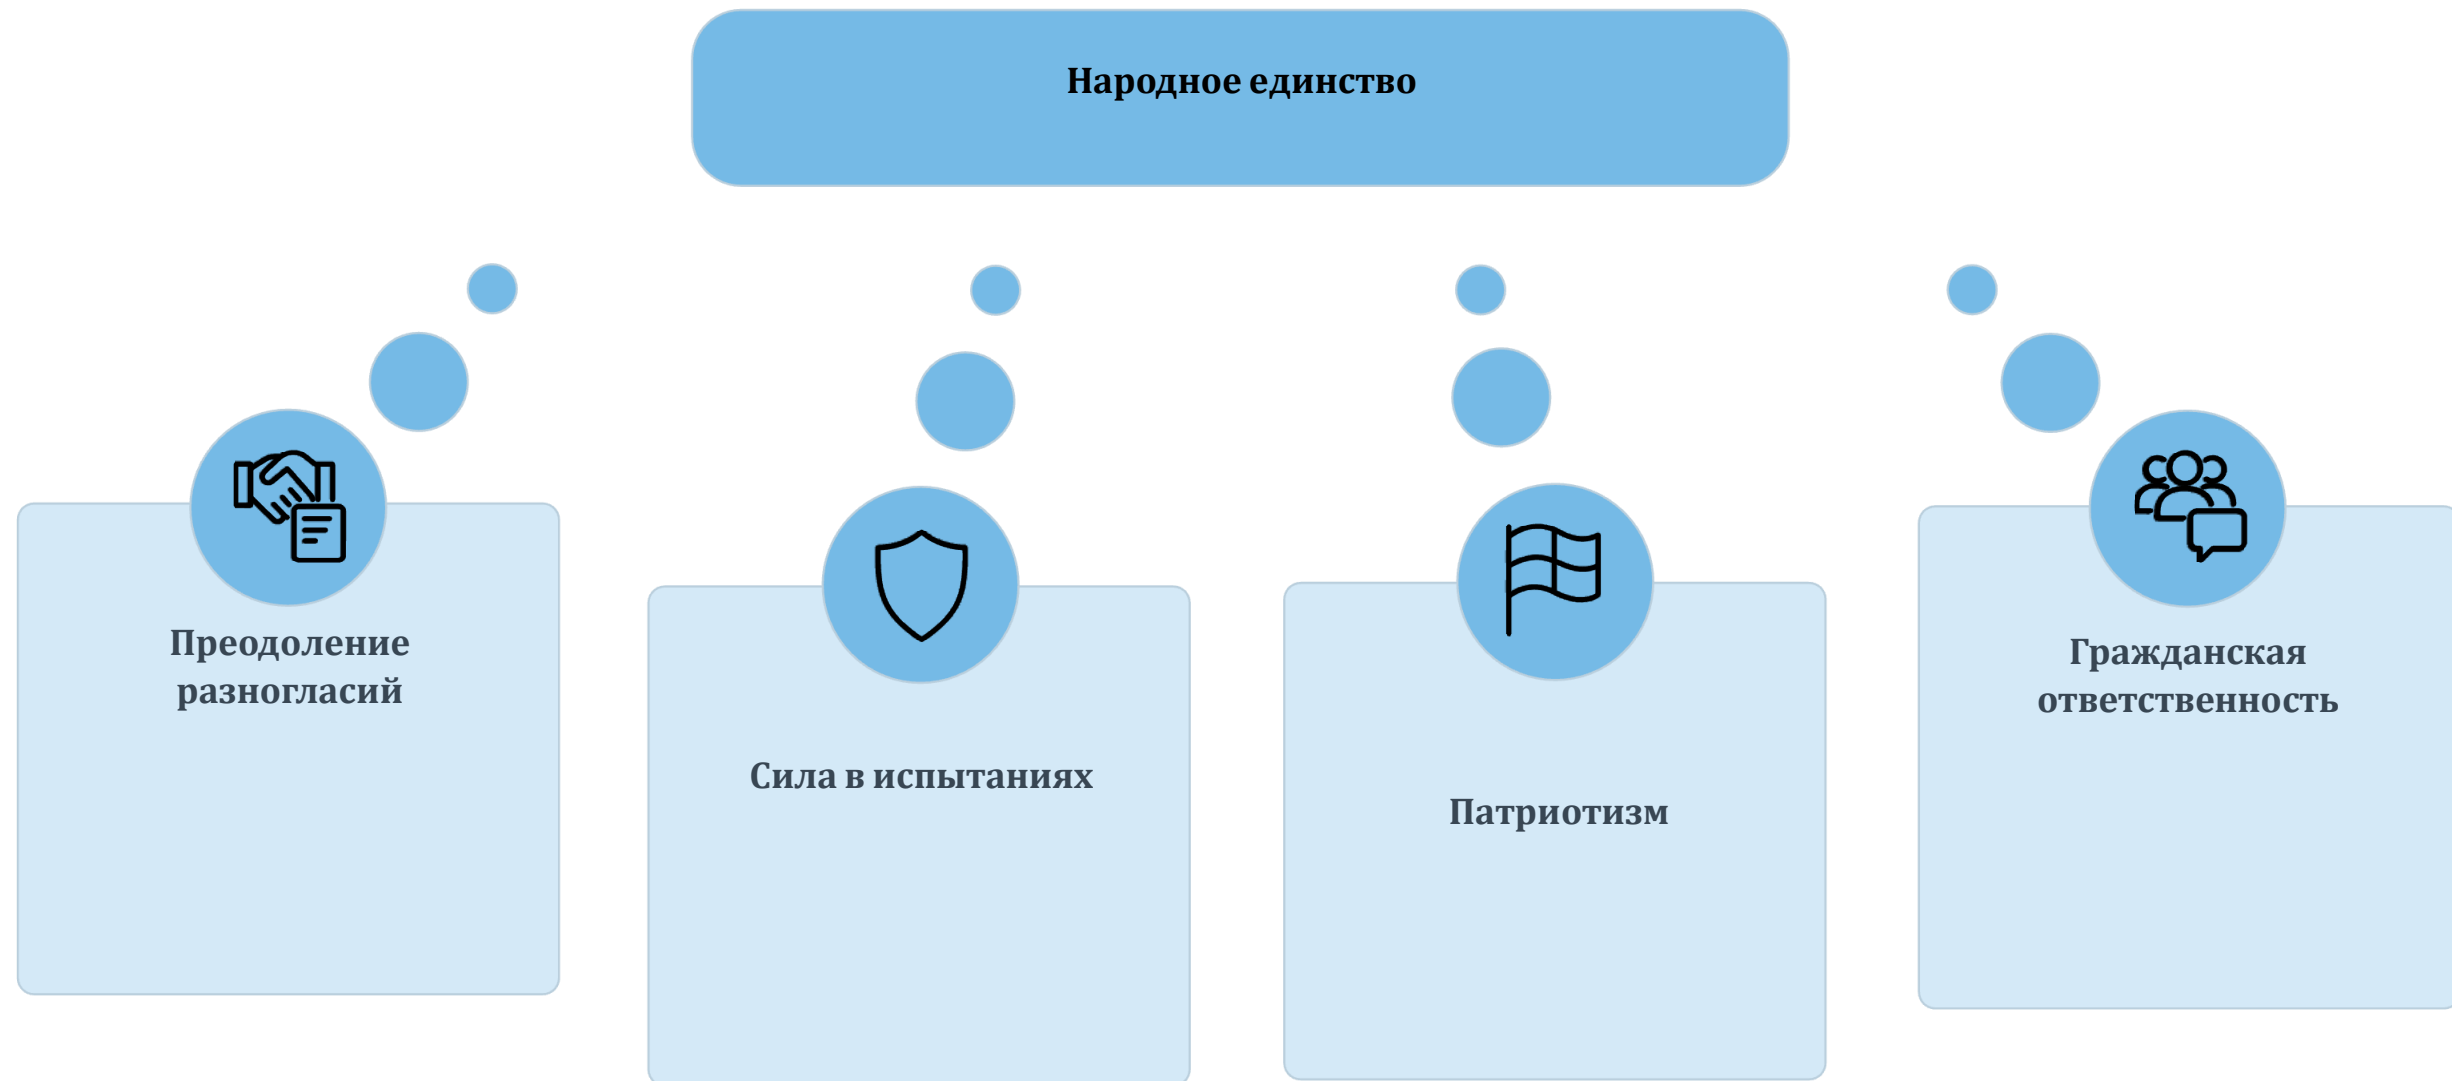 Народное единство
Преодоление
разногласий
Сила в испытаниях
Патриотизм
Гражданская
ответственность